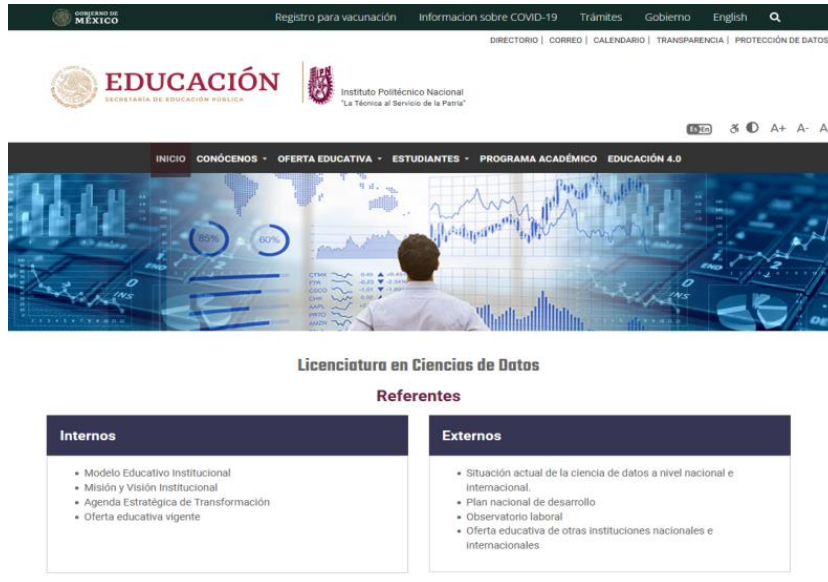 GOBIERNO DE
MÉXICO
Registro para vacunación Informacion sobre COVID-19 Trámites Gobierno English
DIRECTORIO | CORREO | CALENDARIO | TRANSPARENCIA | PROTECCIÓN DE DATOS
EDUCACIÓN
SECRETARÍA DE EDUCACIÓN PÚBLICA
IPN
Instituto Politécnico Nacional
"La Técnica al Servicio de la Patria"
Es En A+ A- A
INICIO CONÓCENOS OFERTA EDUCATIVA ESTUDIANTES PROGRAMA ACADÉMICO EDUCACIÓN 4.0
85% 60%
Licenciatura en Ciencias de Datos
Referentes
Internos
Modelo Educativo Institucional
Misión y Visión Institucional
Agenda Estratégica de Transformación
Oferta educativa vigente
Externos
Situación actual de la ciencia de datos a nivel nacional e
internacional.
Plan nacional de desarrollo
Observatorio laboral
Oferta educativa de otras instituciones nacionales e
internacionales